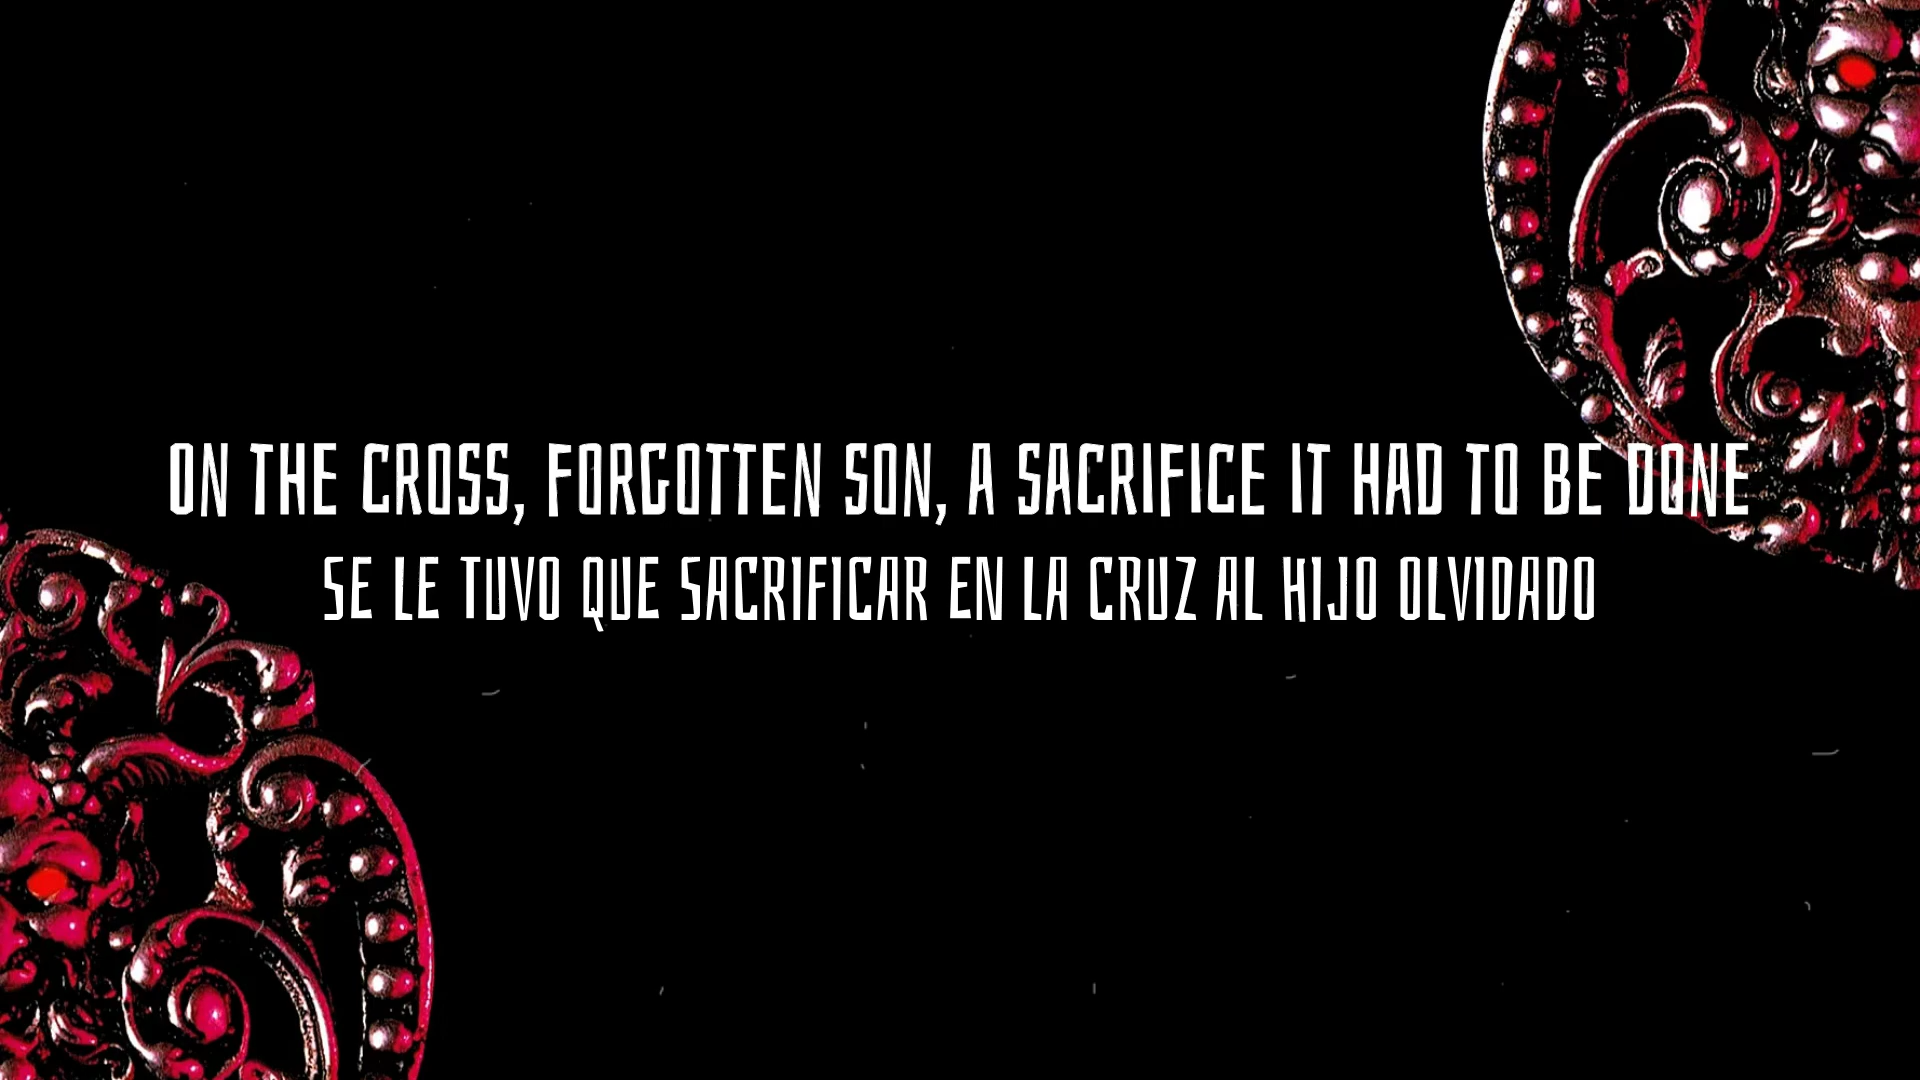 ON THE CROSS, FORGOTTEN SON, A SACRIFICE IT HAD TO BE DONE
SE LE TUVO QUE SACRIFICAR EN LA CRUZ AL HIJO OLVIDADO